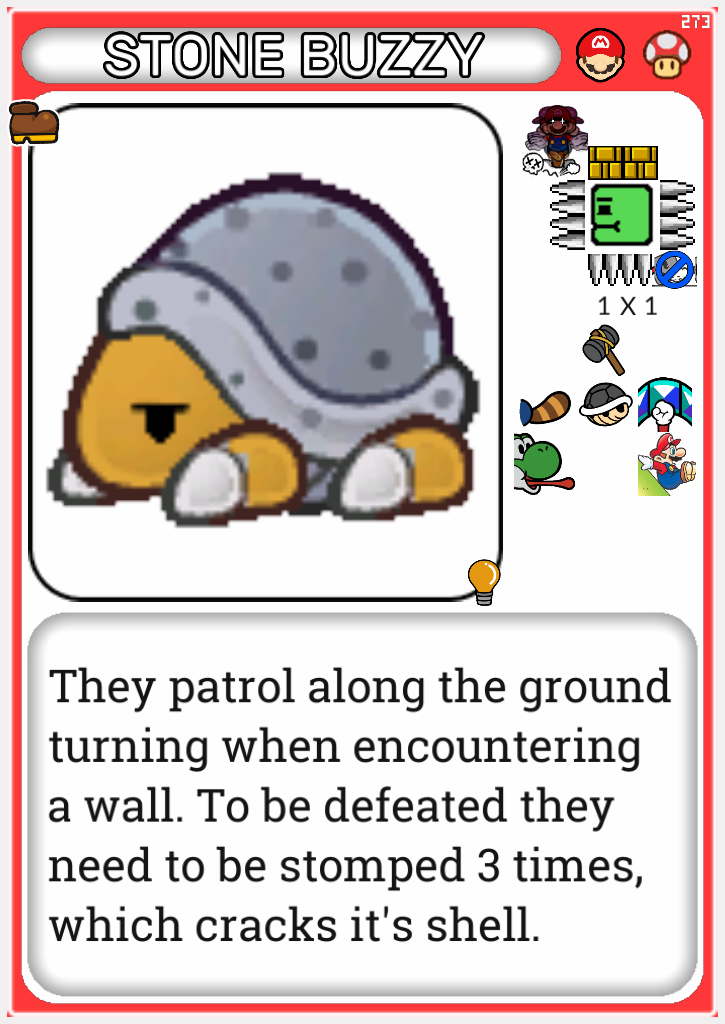 273
STONE BUZZY
1 X 1
They patrol along the ground
turning when encountering
a wall. To be defeated they
need to be stomped 3 times,
which cracks it's shell.